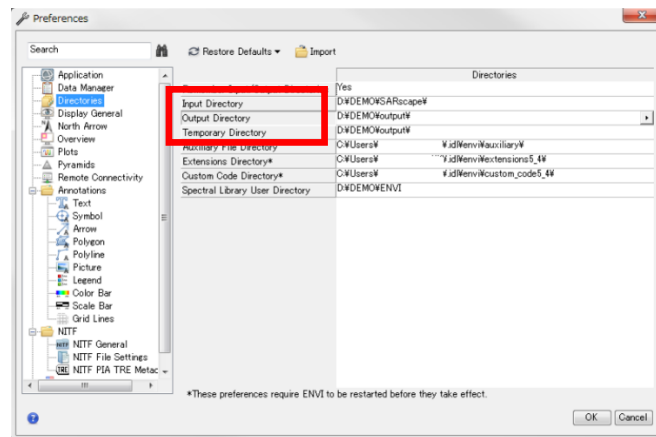 Preferences
Search
Restore Defaults
Import
Application
Data Manager
Directories
Display General
North Arrow
Overview
Plots
Pyramids
Remote Connectivity
Annotations
Text
Symbol
Arrow
Polygon
Polyline
Picture
Legend
Color Bar
Scale Bar
Grid Lines
NITF
NITF General
NITF File Settings
NITF PIA TRE Metac
Directories
Yes
Input Directory D:¥DEMO¥SARscape¥
Output Directory D:¥DEMO¥output¥
Temporary Directory D:¥DEMO¥output¥
Auxiliary File Directory C:¥Users¥ ¥.idl¥envi¥auxiliary¥
Extensions Directory* C:¥Users¥ ¥.idl¥envi¥extensions5_4¥
Custom Code Directory* C:¥Users¥ ¥.idl¥envi¥custom_code5_4¥
Spectral Library User Directory D:¥DEMO¥ENVI
*These preferences require ENVI to be restarted before they take effect.
OK Cancel